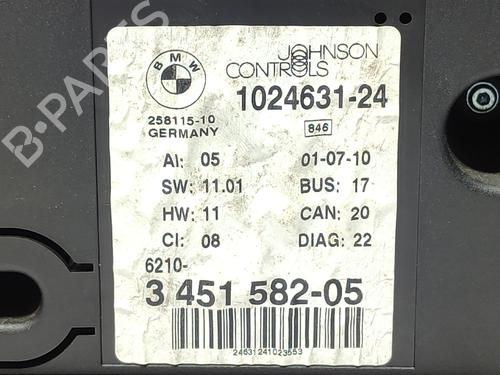 BMW
JOHNSON
CONTROLS
258115-10
GERMANY
1024631-24
846
AI: 05
01-07-10
SW: 11.01
BUS: 17
HW: 11
CAN: 20
CI: 08
DIAG: 22
6210-
3 451 582-05
24631241023553
B-PARTS